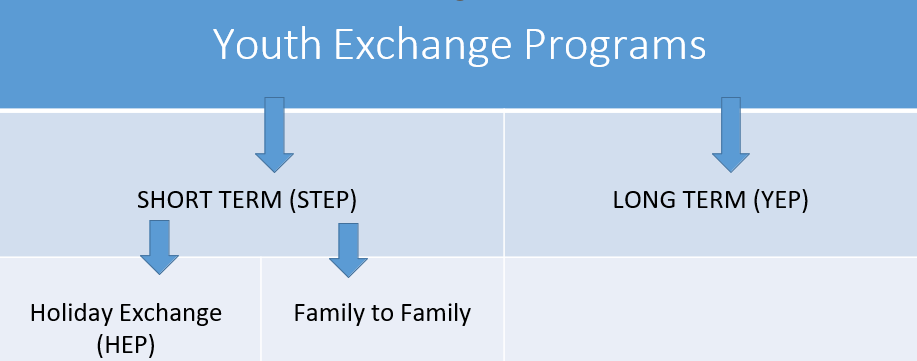 Youth Exchange Programs
SHORT TERM (STEP)
LONG TERM (YEP)
Holiday Exchange
(HEP)
Family to Family